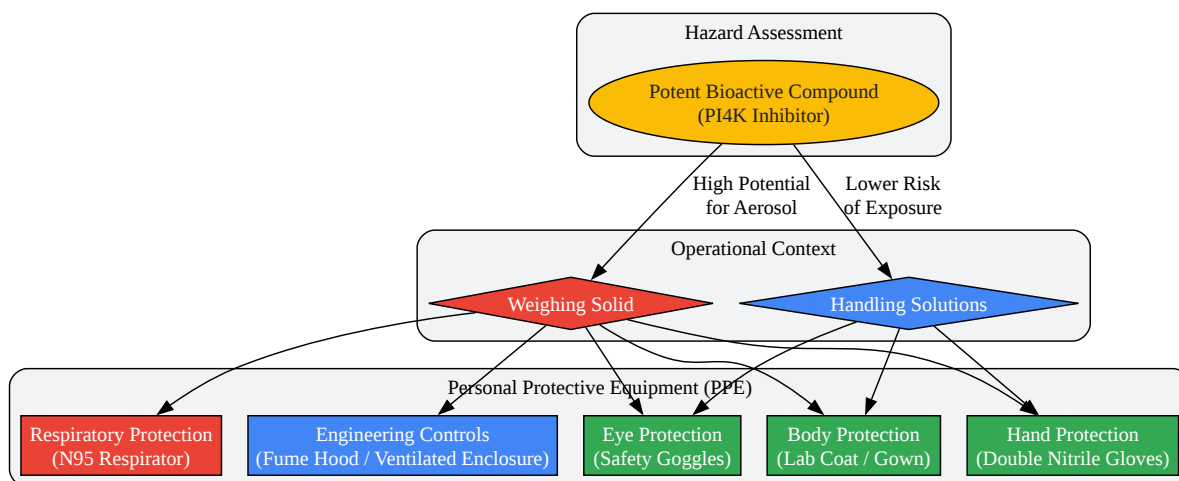 Hazard Assessment
Potent Bioactive Compound
(PI4K Inhibitor)
High Potential
for Aerosol
Lower Risk
of Exposure
Operational Context
Weighing Solid
Handling Solutions
Personal Protective Equipment (PPE)
Respiratory Protection
(N95 Respirator)
Engineering Controls
(Fume Hood / Ventilated Enclosure)
Eye Protection
(Safety Goggles)
Body Protection
(Lab Coat / Gown)
Hand Protection
(Double Nitrile Gloves)